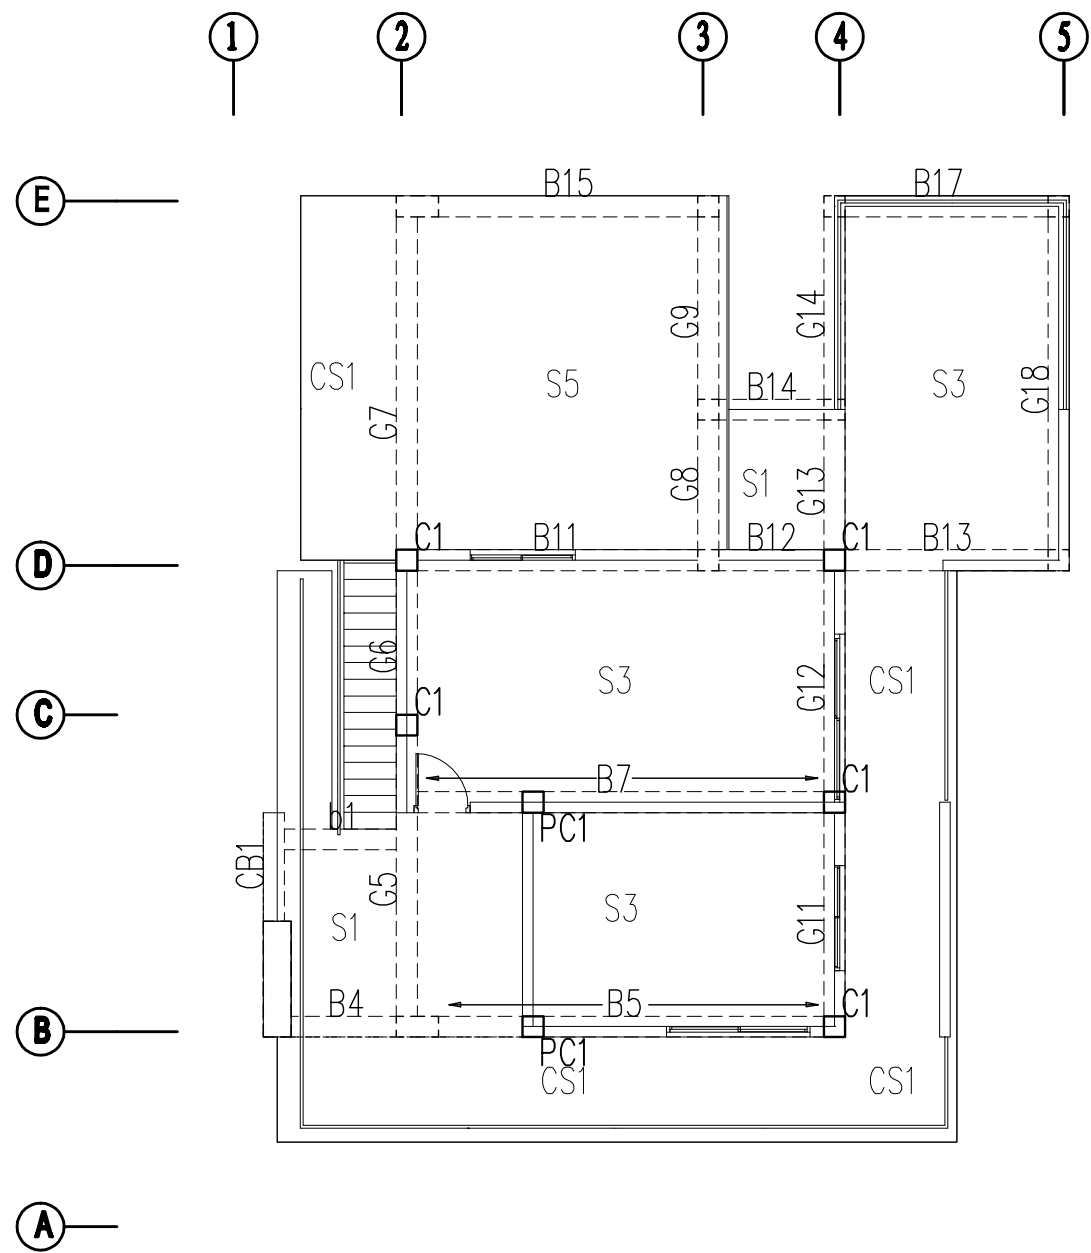 1 2 3 4 5
E
B15 B17
G9 G14
CS1 S5 B14 S3 G18
G7
G8 S1 G13
C1 B11 B12 C1 B13
D
G6 S3 G12 CS1
C C1
B7 C1
b1 PC1
CB1 G5
S1 S3 G11
B4 B5 C1
B
PC1
CS1 CS1
A